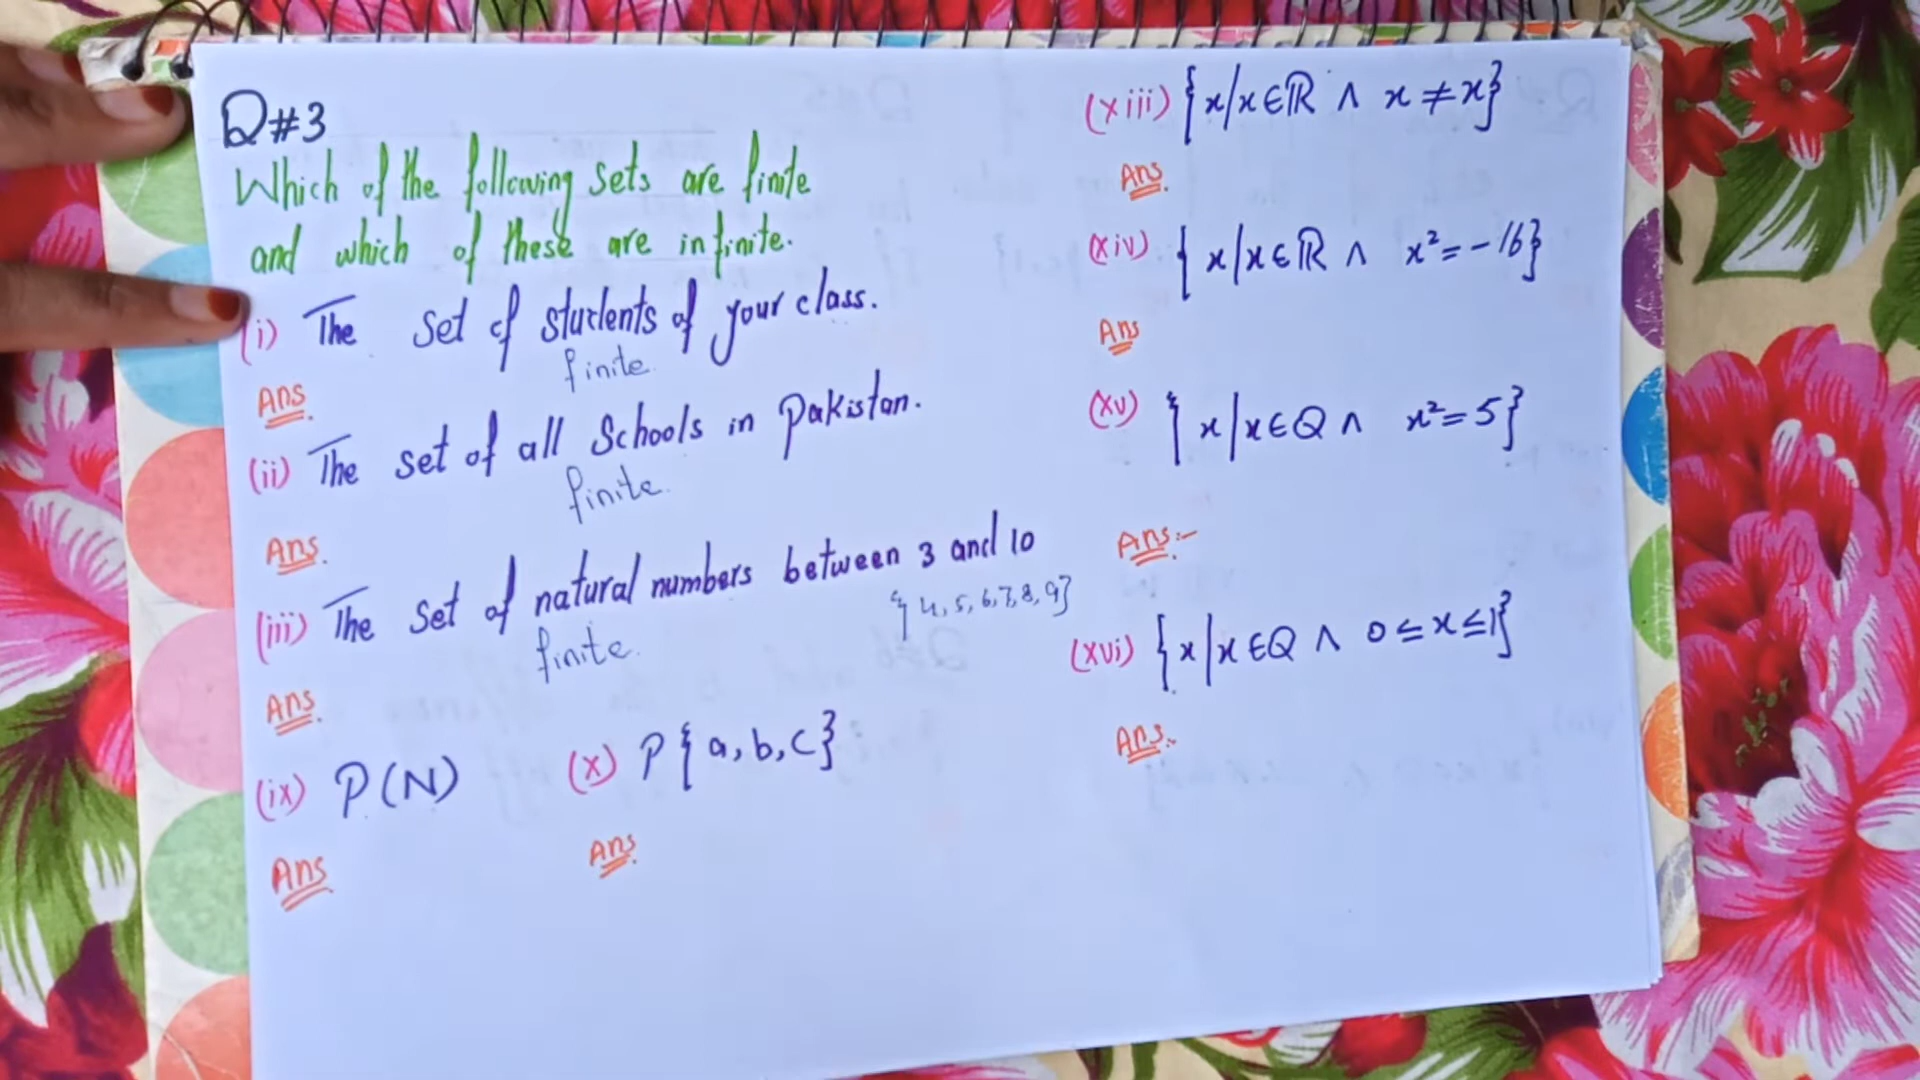 Q#3
Which of the following sets are finite
and which of these are infinite.
(i) The set of students of your class.
finite.
Ans.
(ii) The set of all Schools in Pakistan.
finite.
Ans.
(iii) The set of natural numbers between 3 and 10
{4,5,6,7,8,9}
finite.
Ans.
(ix) P(N) (x) P{a,b,c}
Ans Ans.
(xiii) {x/x∈ℝ ∧ x≠x}
Ans.
(xiv) {x/x∈ℝ ∧ x²=-16}
Ans
(xv) {x/x∈Q ∧ x²=5}
Ans:-
(xvi) {x/x∈Q ∧ 0≤x≤1}
Ans:-